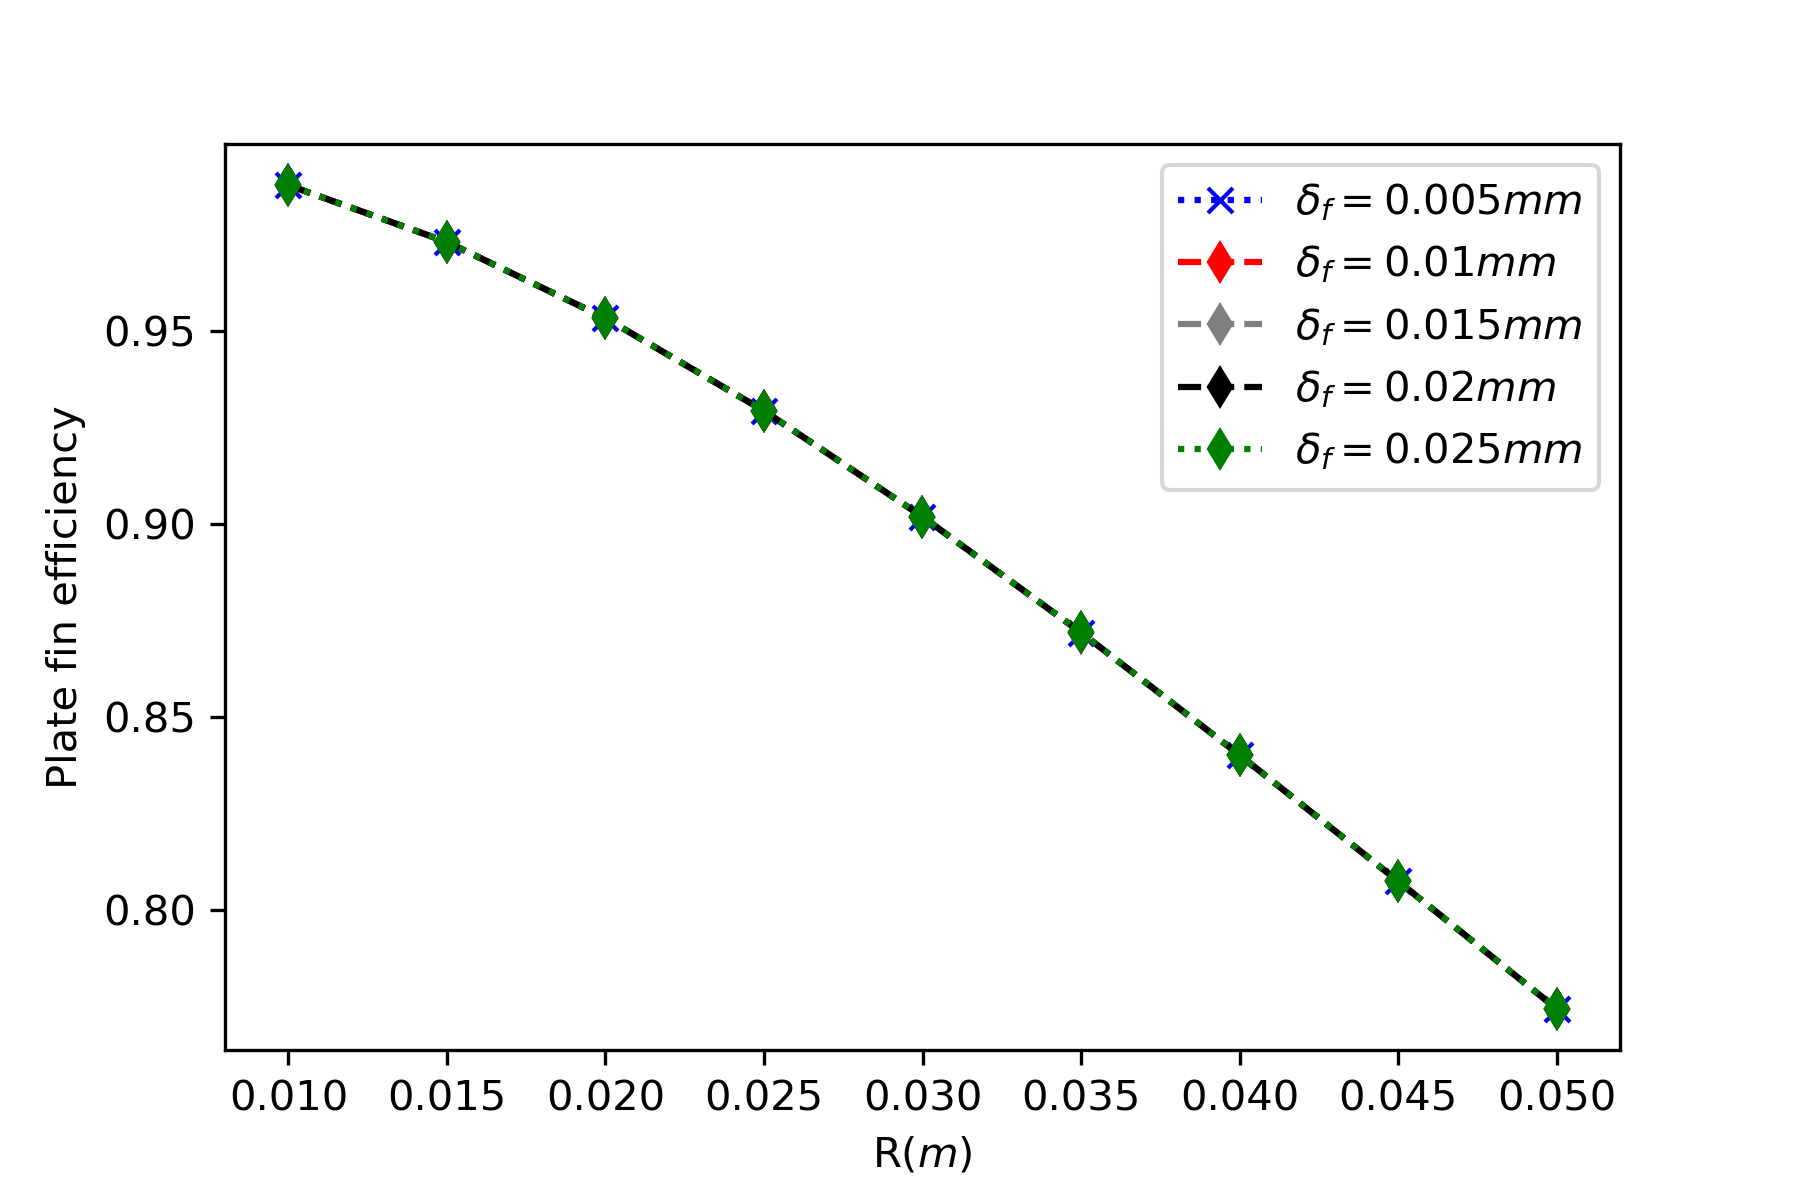 δf = 0.005mm
δf = 0.01mm
δf = 0.015mm
δf = 0.02mm
δf = 0.025mm
Plate fin efficiency
0.95
0.90
0.85
0.80
0.010 0.015 0.020 0.025 0.030 0.035 0.040 0.045 0.050
R(m)